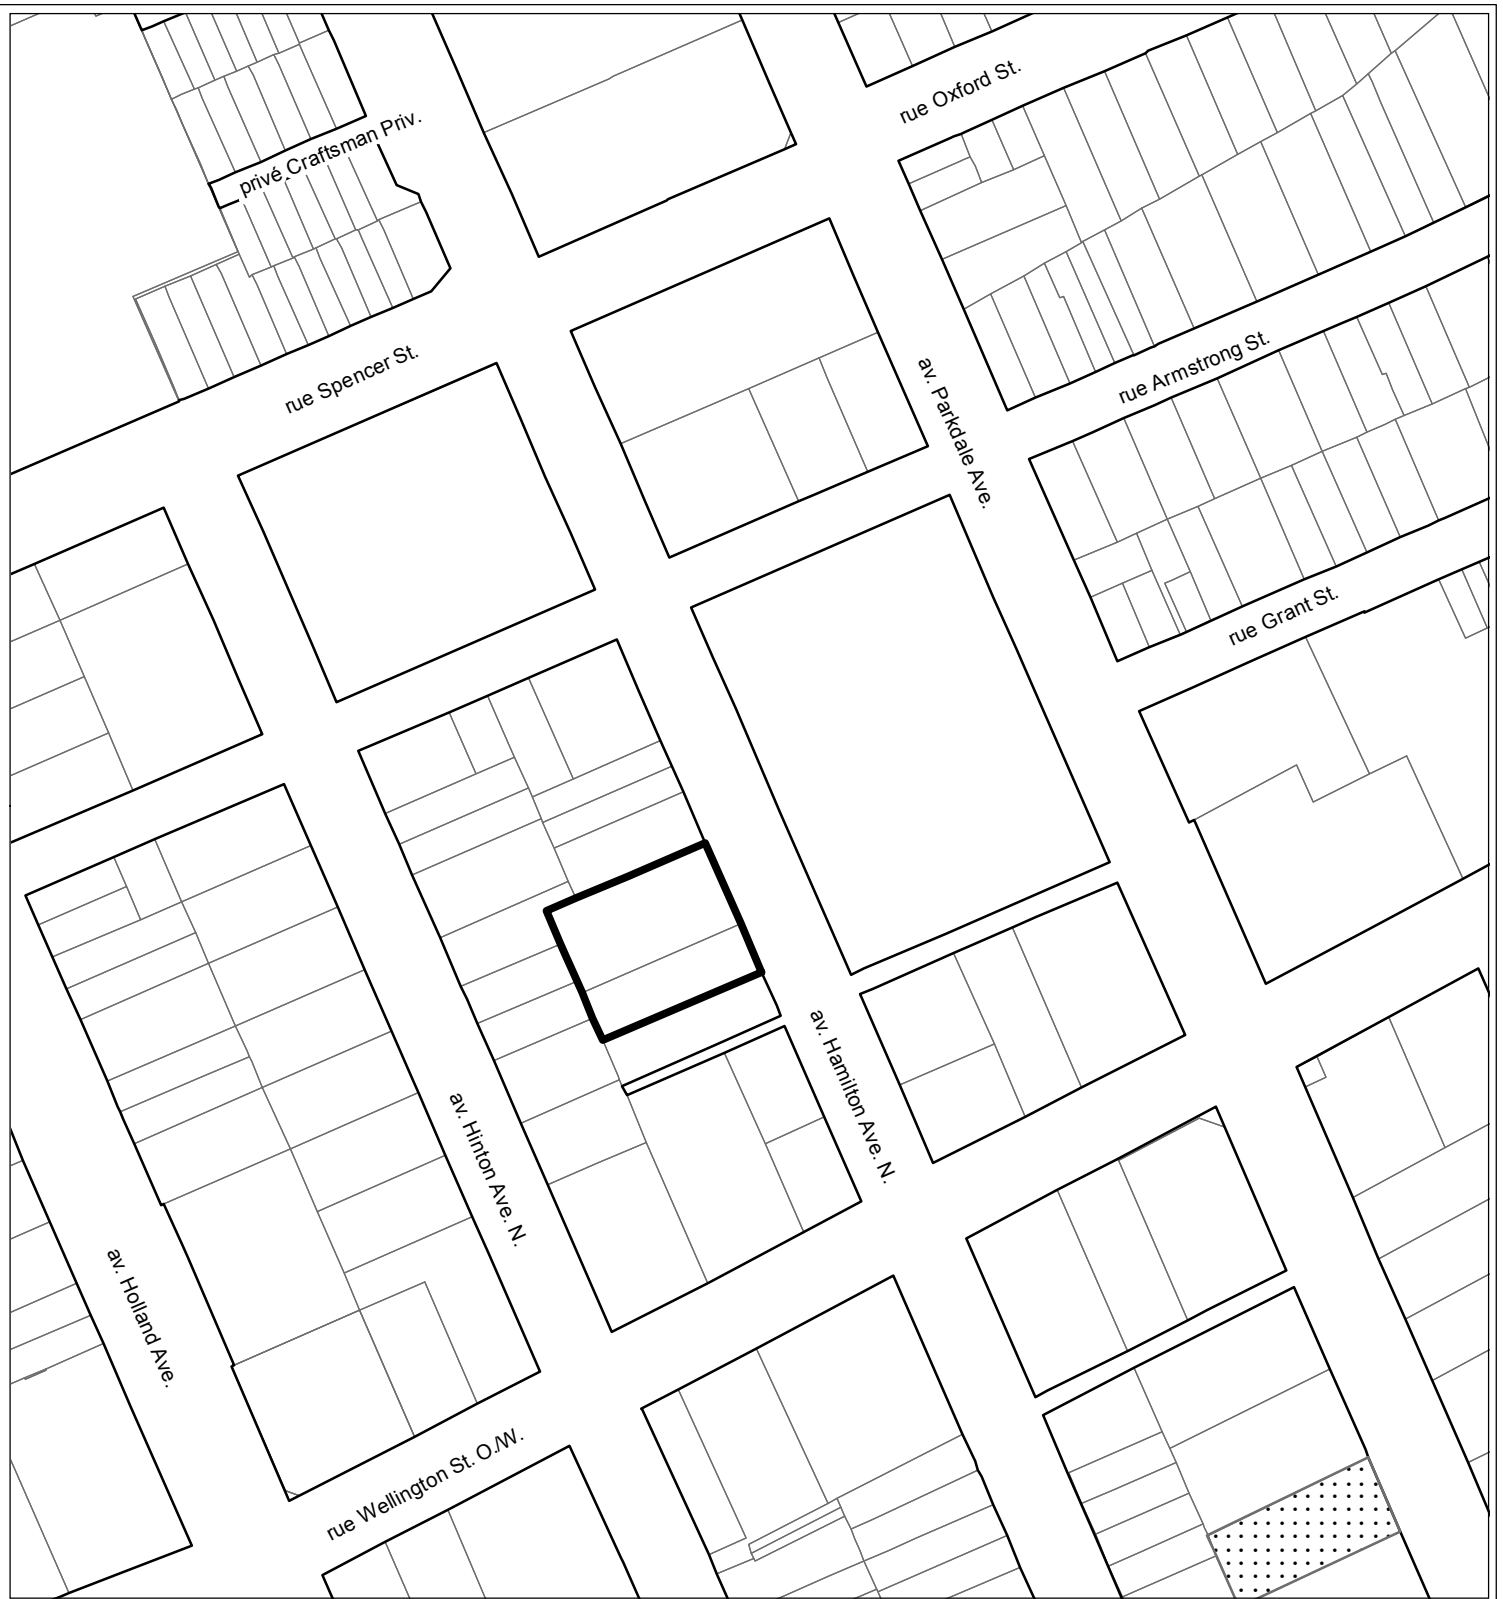 rue Oxford St.
privé Craftsman Priv.
rue Spencer St.
rue Armstrong St.
av. Parkdale Ave.
rue Grant St.
av. Hamilton Ave. N.
av. Hinton Ave. N.
av. Holland Ave.
rue Wellington St. O./W.